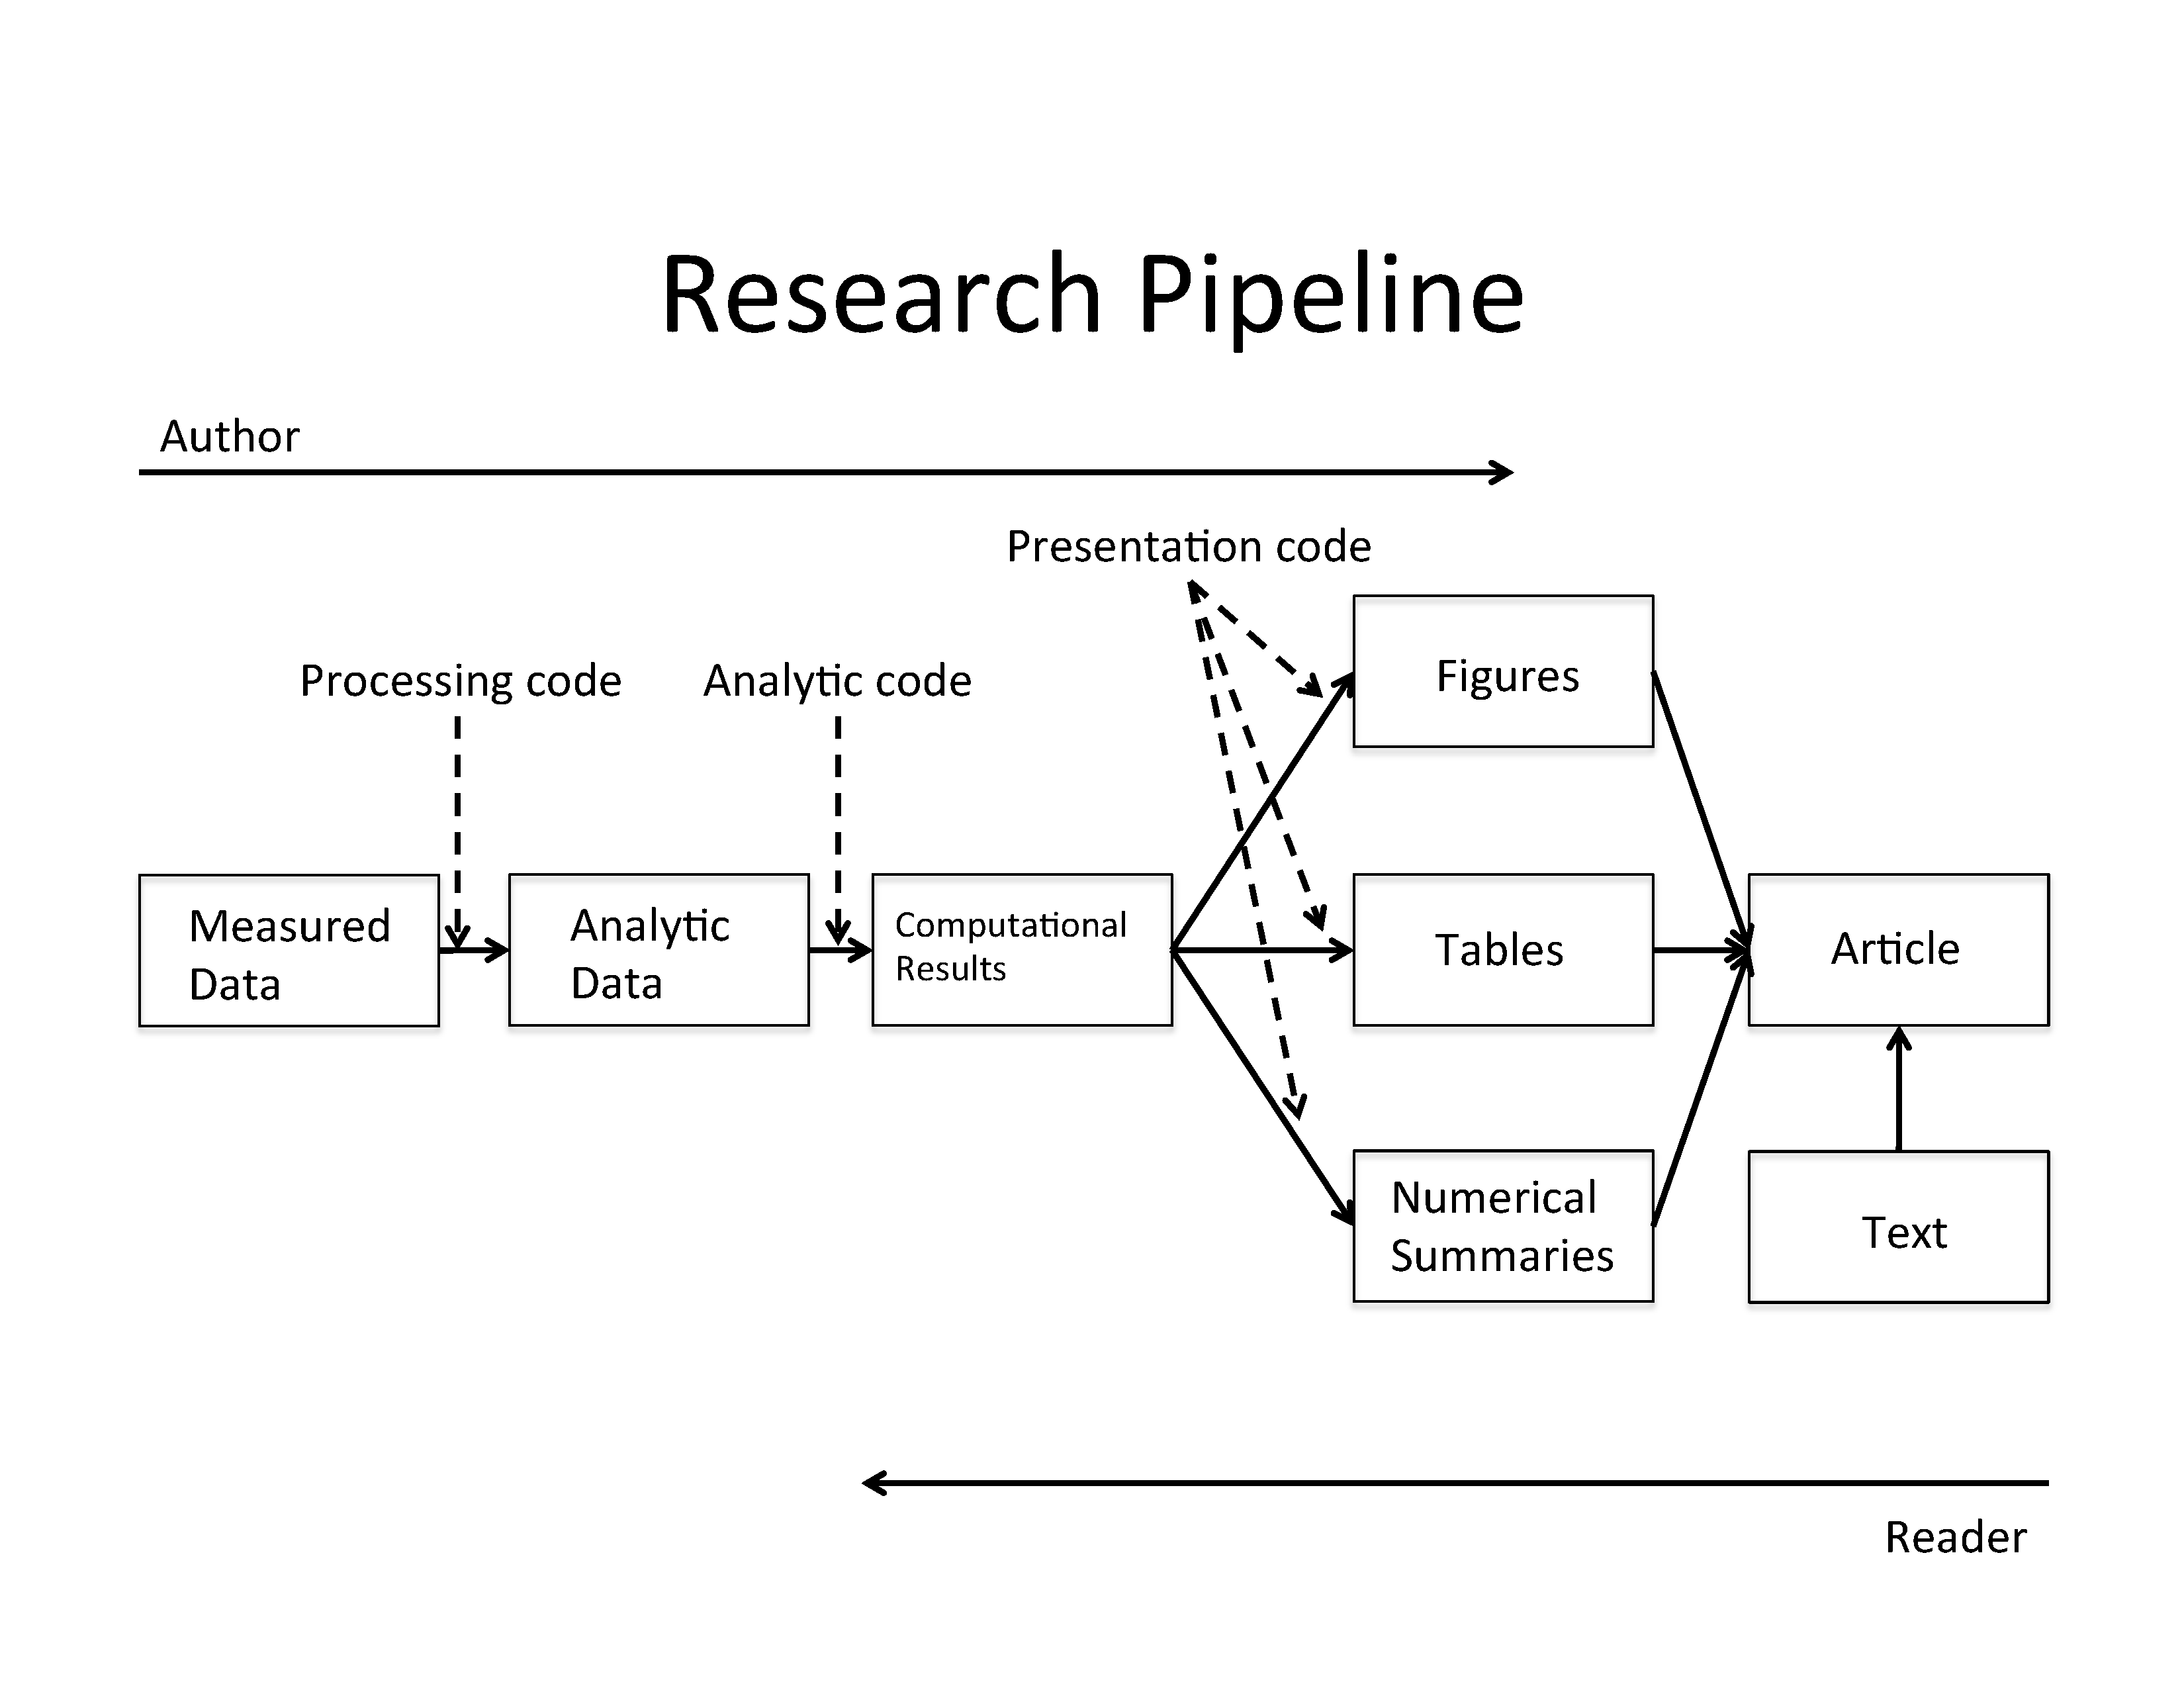 Research Pipeline
Author
Presentation code
Processing code
Analytic code
Figures
Measured
Data
Analytic
Data
Computational
Results
Tables
Article
Numerical
Summaries
Text
Reader